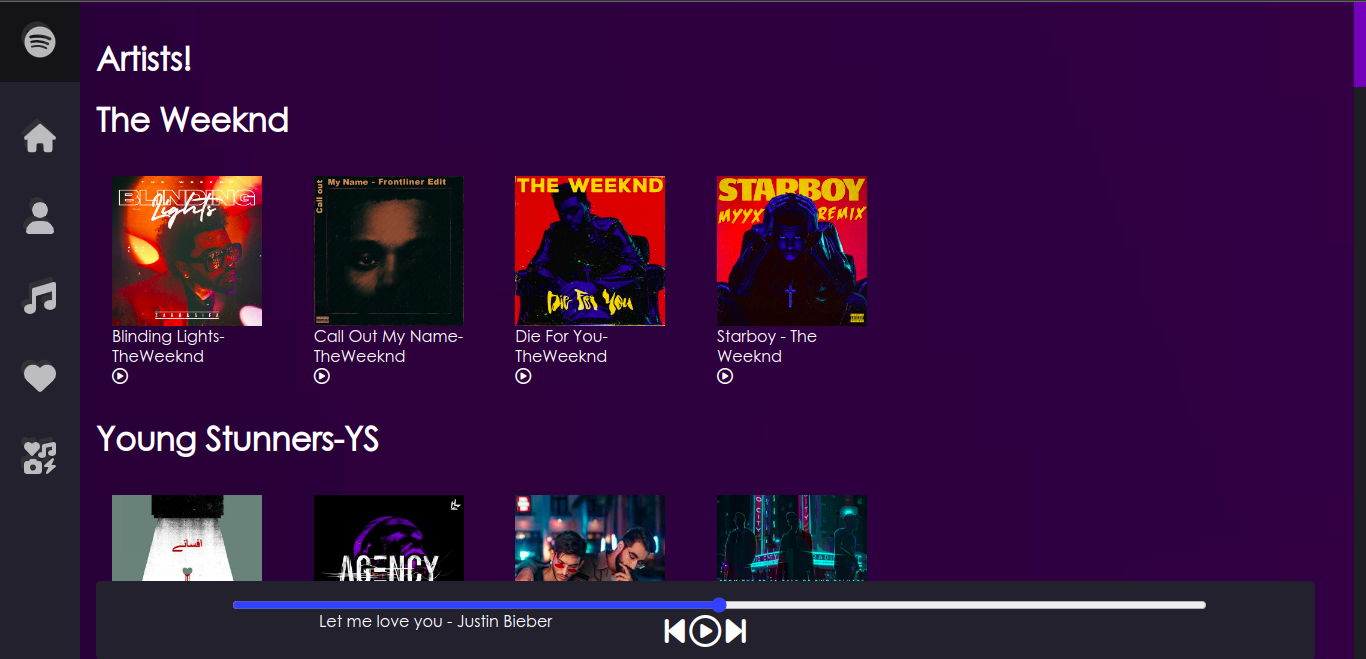 Artists!
The Weeknd
THE WEEKND
BLINDING
Lights
Call out
My Name - Frontliner Edit
THE WEEKND
Die For You
STARBOY
MYYX REMIX
Blinding Lights-
TheWeeknd
Call Out My Name-
TheWeeknd
Die For You-
TheWeeknd
Starboy - The
Weeknd
Young Stunners-YS
افسانے
AGENCY
Let me love you - Justin Bieber